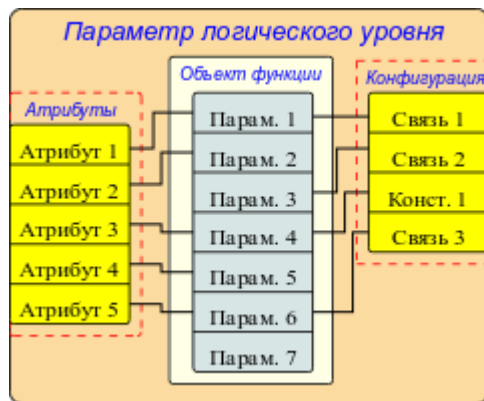 Параметр логического уровня
Атрибуты
Атрибут 1
Атрибут 2
Атрибут 3
Атрибут 4
Атрибут 5
Объект функции
Парам. 1
Парам. 2
Парам. 3
Парам. 4
Парам. 5
Парам. 6
Парам. 7
Конфигурация
Связь 1
Связь 2
Конст. 1
Связь 3